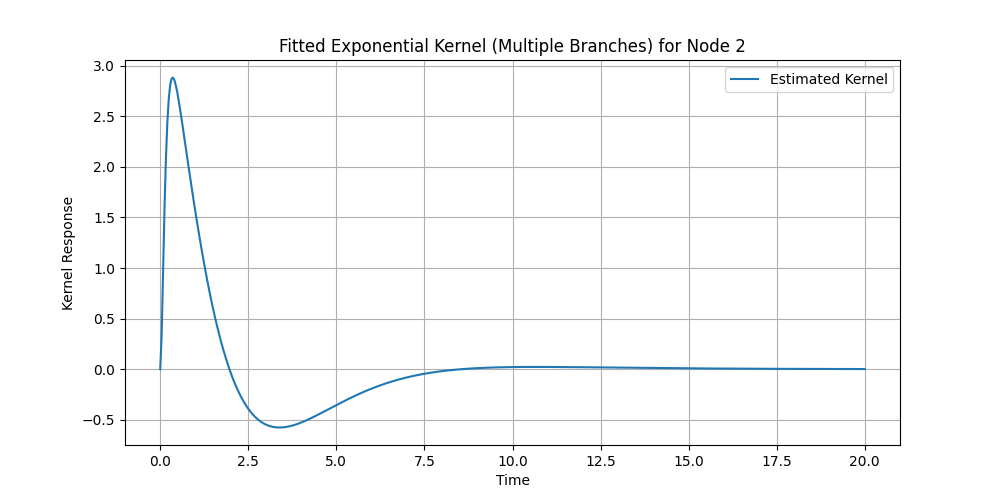 Fitted Exponential Kernel (Multiple Branches) for Node 2
Estimated Kernel
Kernel Response
3.0
2.5
2.0
1.5
1.0
0.5
0.0
−0.5
0.0 2.5 5.0 7.5 10.0 12.5 15.0 17.5 20.0
Time